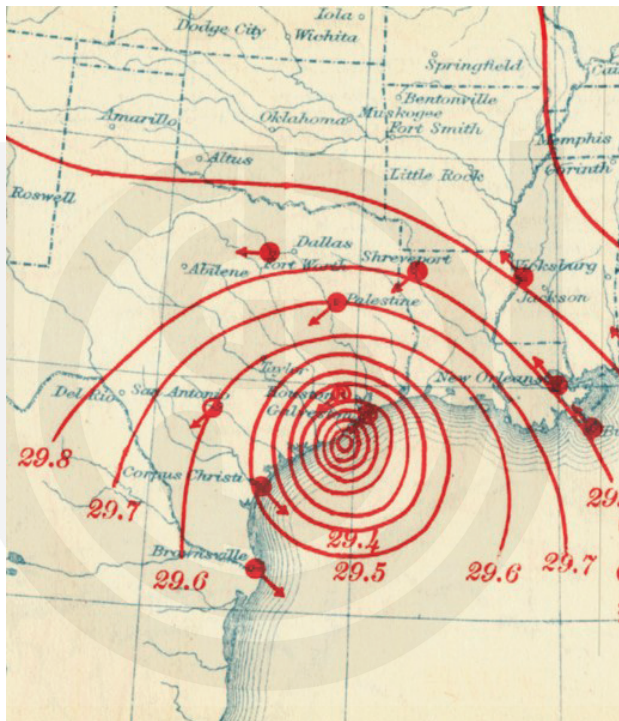 Iola
Dodge City
Wichita
Springfield
Bentonville
Amarillo
Oklahoma
Muskogee
Fort Smith
Memphis
Altus
Corinth
Little Rock
Roswell
Dallas
Shreveport
Abilene
Fort Worth
Vicksburg
Palestine
Jackson
Taylor
New Orleans
Del Rio
San Antonio
Houston
Galveston
29.8
Corpus Christi
29.7
29.4
Brownsville
29.6
29.5
29.6
29.7